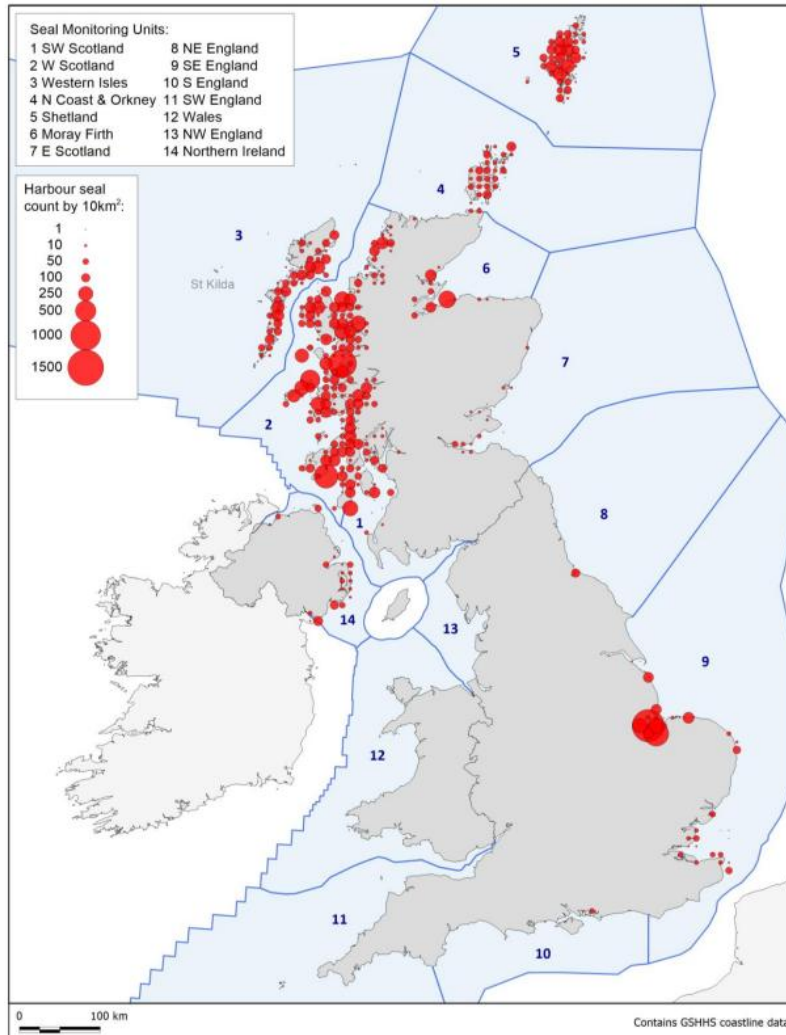 Seal Monitoring Units:
1 SW Scotland 8 NE England
2 W Scotland 9 SE England
3 Western Isles 10 S England
4 N Coast & Orkney 11 SW England
5 Shetland 12 Wales
6 Moray Firth 13 NW England
7 E Scotland 14 Northern Ireland
5
Harbour seal
count by 10km²:
1
10
50
100
250
500
1000
1500
4
3
6
St Kilda
7
2
8
1
14
13
9
12
11
10
0 100 km
Contains GSHHS coastline data